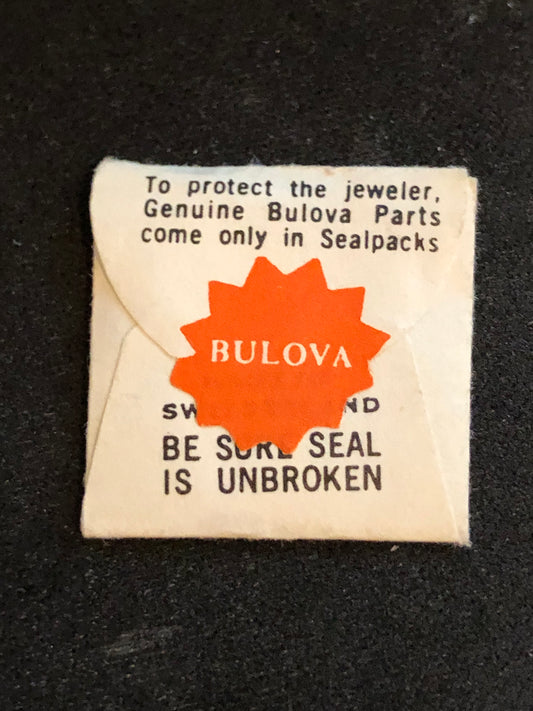 To protect the jeweler,
Genuine Bulova Parts
come only in Sealpacks
BULOVA
BE SURE SEAL
IS UNBROKEN